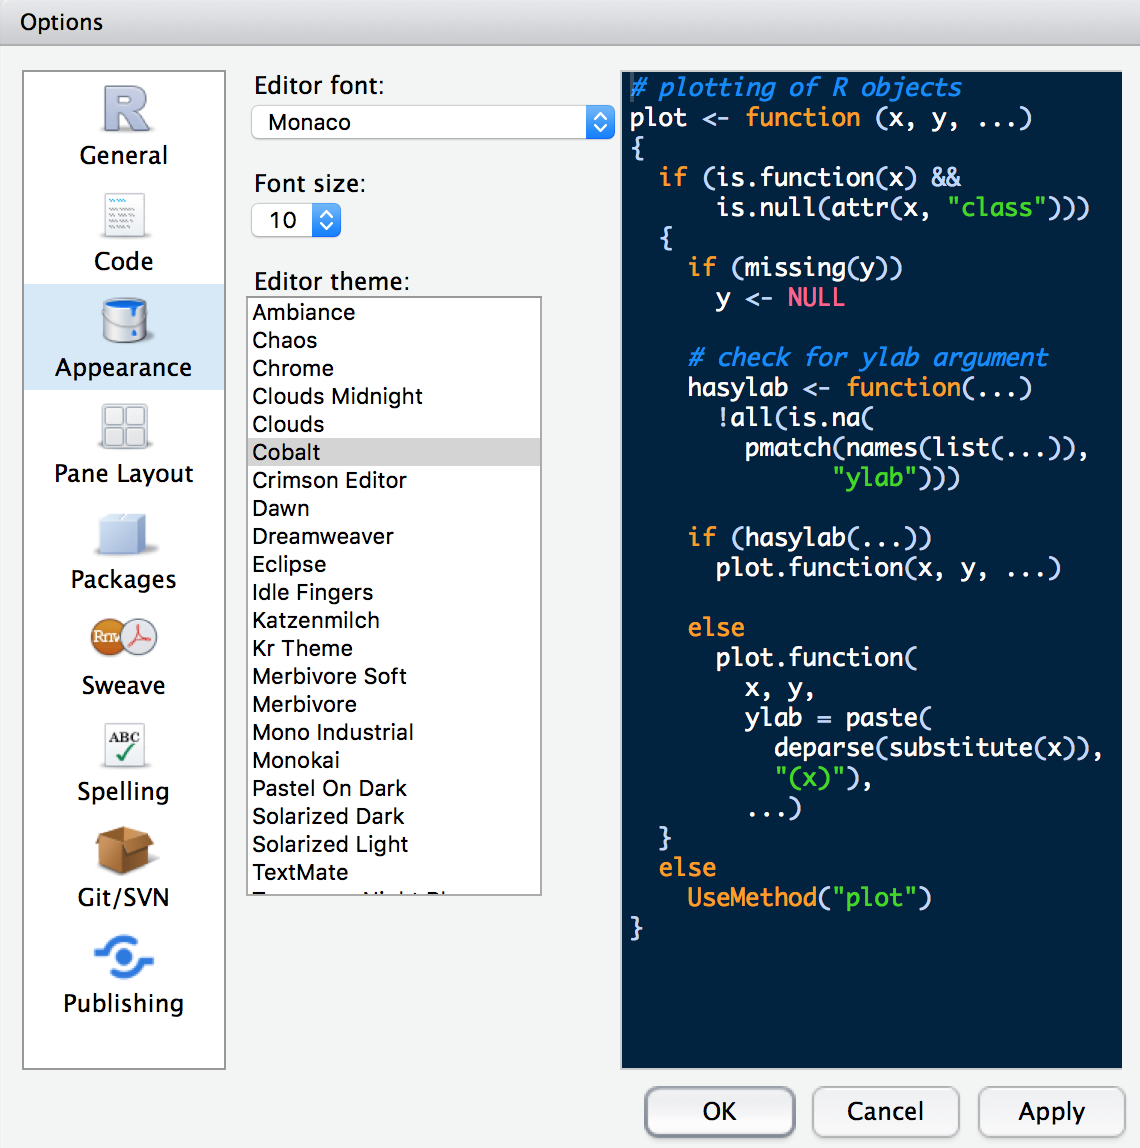 Options
R
General
Code
Appearance
Pane Layout
Packages
Rnw
Sweave
ABC
Spelling
Git/SVN
Publishing
Editor font:
Monaco
Font size:
10
Editor theme:
Ambiance
Chaos
Chrome
Clouds Midnight
Clouds
Cobalt
Crimson Editor
Dawn
Dreamweaver
Eclipse
Idle Fingers
Katzenmilch
Kr Theme
Merbivore Soft
Merbivore
Mono Industrial
Monokai
Pastel On Dark
Solarized Dark
Solarized Light
TextMate
# plotting of R objects
plot <- function (x, y, ...)
{
  if (is.function(x) &&
      is.null(attr(x, "class")))
  {
    if (missing(y))
      y <- NULL
    # check for ylab argument
    hasylab <- function(...)
      !all(is.na(
        pmatch(names(list(...)),
              "ylab")))
    if (hasylab(...))
      plot.function(x, y, ...)
    else
      plot.function(
        x, y,
        ylab = paste(
          deparse(substitute(x)),
          "(x)"),
        ...)
  }
  else
    UseMethod("plot")
}
OK
Cancel
Apply